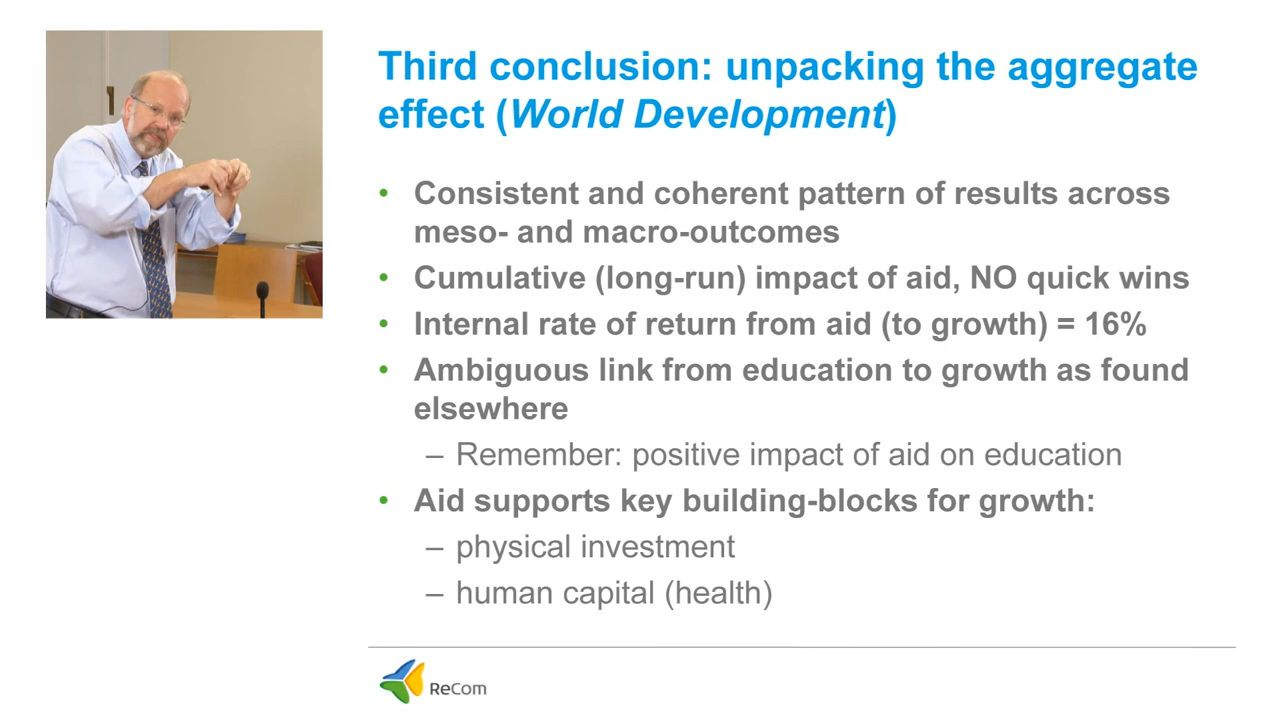 Third conclusion: unpacking the aggregate
effect (World Development)
• Consistent and coherent pattern of results across
meso- and macro-outcomes
• Cumulative (long-run) impact of aid, NO quick wins
• Internal rate of return from aid (to growth) = 16%
• Ambiguous link from education to growth as found
elsewhere
– Remember: positive impact of aid on education
• Aid supports key building-blocks for growth:
– physical investment
– human capital (health)
ReCom